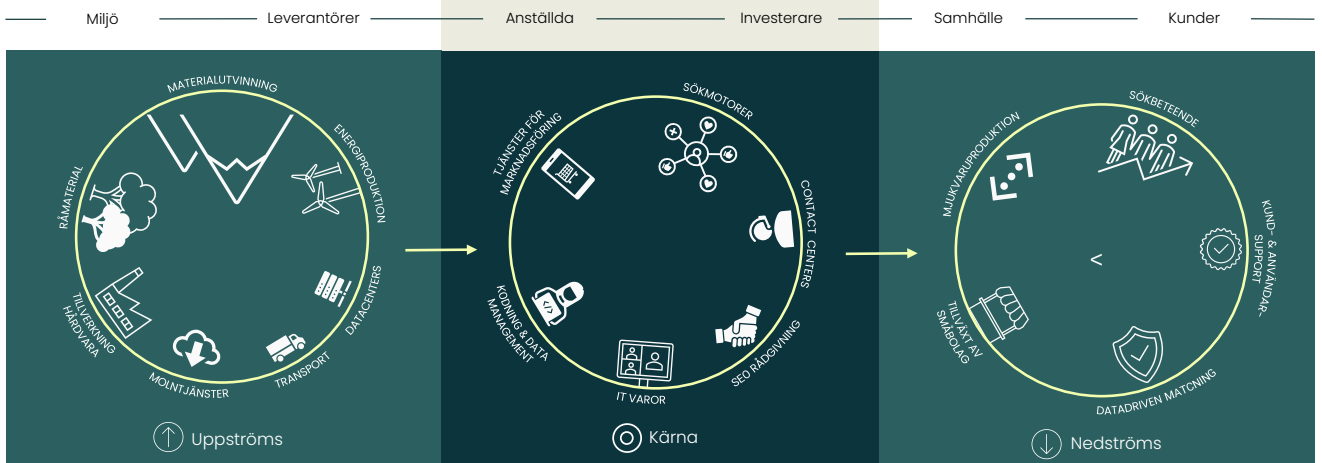 Miljö
Leverantörer
Anställda
Investerare
Samhälle
Kunder
MATERIALUTVINNING
ENERGIPRODUKTION
DATACENTERS
TRANSPORT
MOLNTJÄNSTER
TILLVERKNING
HÅRDVARA
RÅMATERIAL
Uppströms
SÖKMOTORER
CONTACT CENTERS
SEO RÅDGIVNING
IT VAROR
KODNING & DATA
MANAGEMENT
</>
TJÄNSTER FÖR
MARKNADSFÖRING
Kärna
SÖKBETEENDE
KUND- & ANVÄNDAR-
SUPPORT
DATADRIVEN MATCNING
TILLVÄXT AV
SMÅBOLAG
MJUKVARUPRODUKTION
<
Nedströms